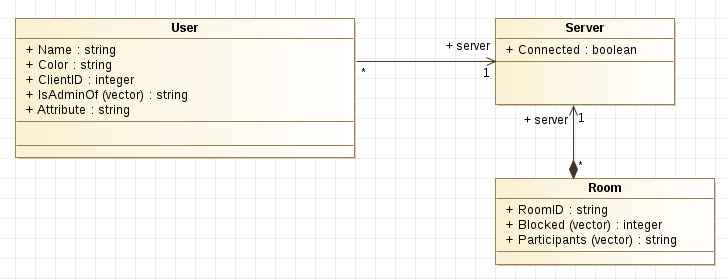 User
+ Name : string
+ Color : string
+ ClientID : integer
+ IsAdminOf (vector) : string
+ Attribute : string
+ server
*
1
Server
+ Connected : boolean
+ server
1
*
Room
+ RoomID : string
+ Blocked (vector) : integer
+ Participants (vector) : string